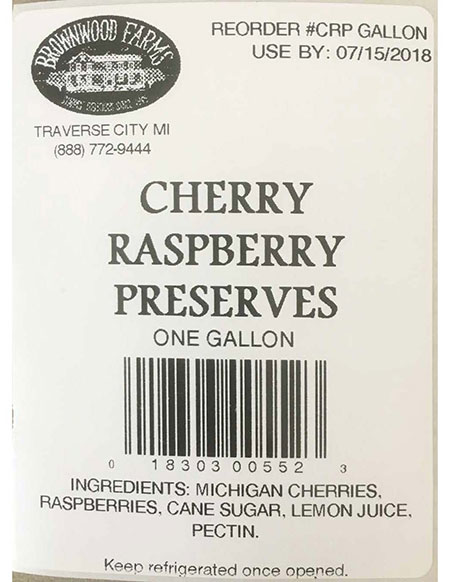 BROWNWOOD FARMS
TRAVERSE CITY MI
(888) 772-9444
REORDER #CRP GALLON
USE BY: 07/15/2018
CHERRY
RASPBERRY
PRESERVES
ONE GALLON
0 18303 00552 3
INGREDIENTS: MICHIGAN CHERRIES,
RASPBERRIES, CANE SUGAR, LEMON JUICE,
PECTIN.
Keep refrigerated once opened.